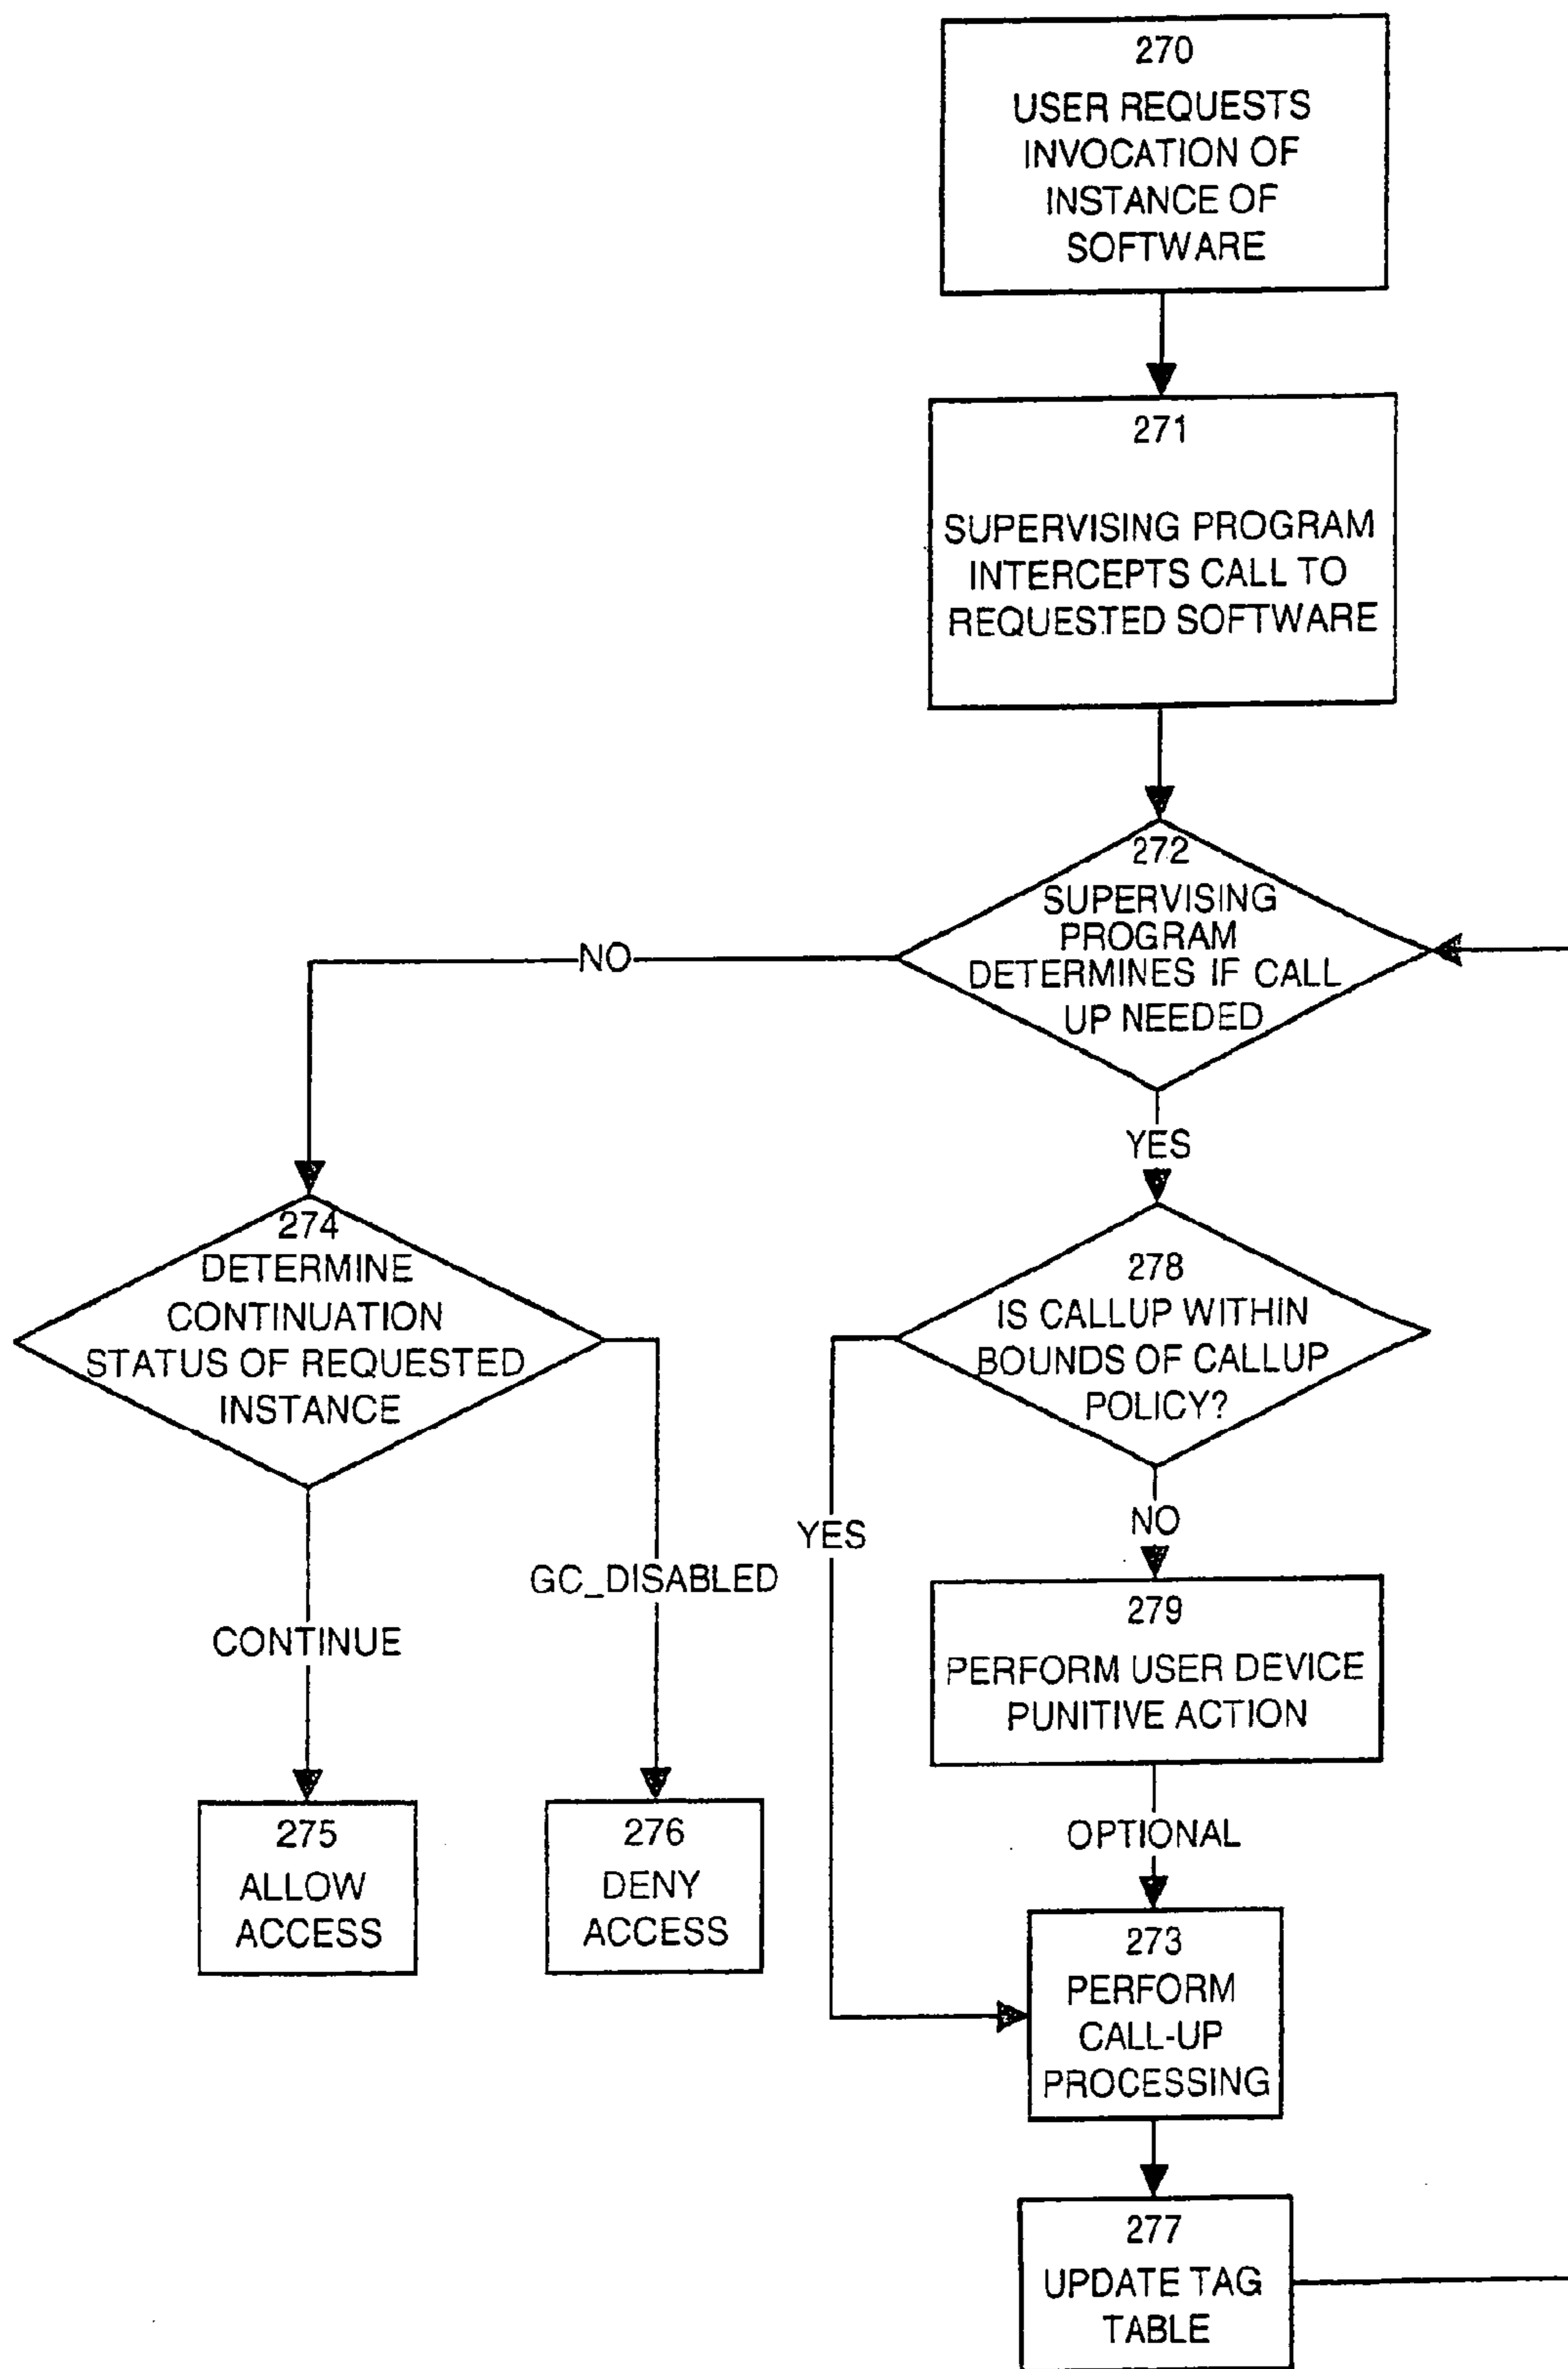 270
USER REQUESTS
INVOCATION OF
INSTANCE OF
SOFTWARE
271
SUPERVISING PROGRAM
INTERCEPTS CALL TO
REQUESTED SOFTWARE
272
SUPERVISING
PROGRAM
DETERMINES IF CALL
UP NEEDED
NO
YES
274
DETERMINE
CONTINUATION
STATUS OF REQUESTED
INSTANCE
278
IS CALLUP WITHIN
BOUNDS OF CALLUP
POLICY?
YES
NO
GC_DISABLED
CONTINUE
279
PERFORM USER DEVICE
PUNITIVE ACTION
OPTIONAL
275
ALLOW
ACCESS
276
DENY
ACCESS
273
PERFORM
CALL-UP
PROCESSING
277
UPDATE TAG
TABLE